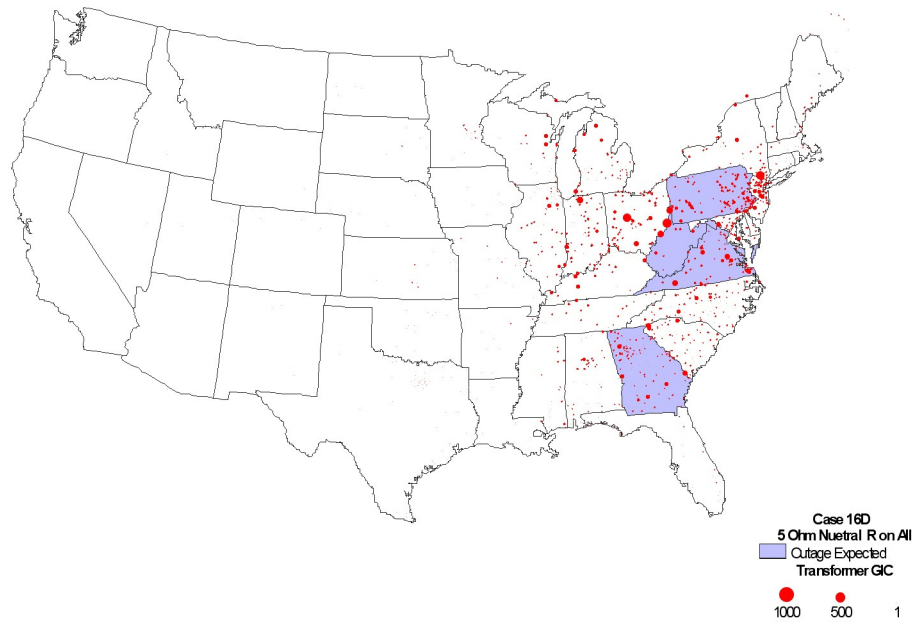 Case 16D
5 Ohm Nuetral R on All
Outage Expected
Transformer GIC
1000 500 1